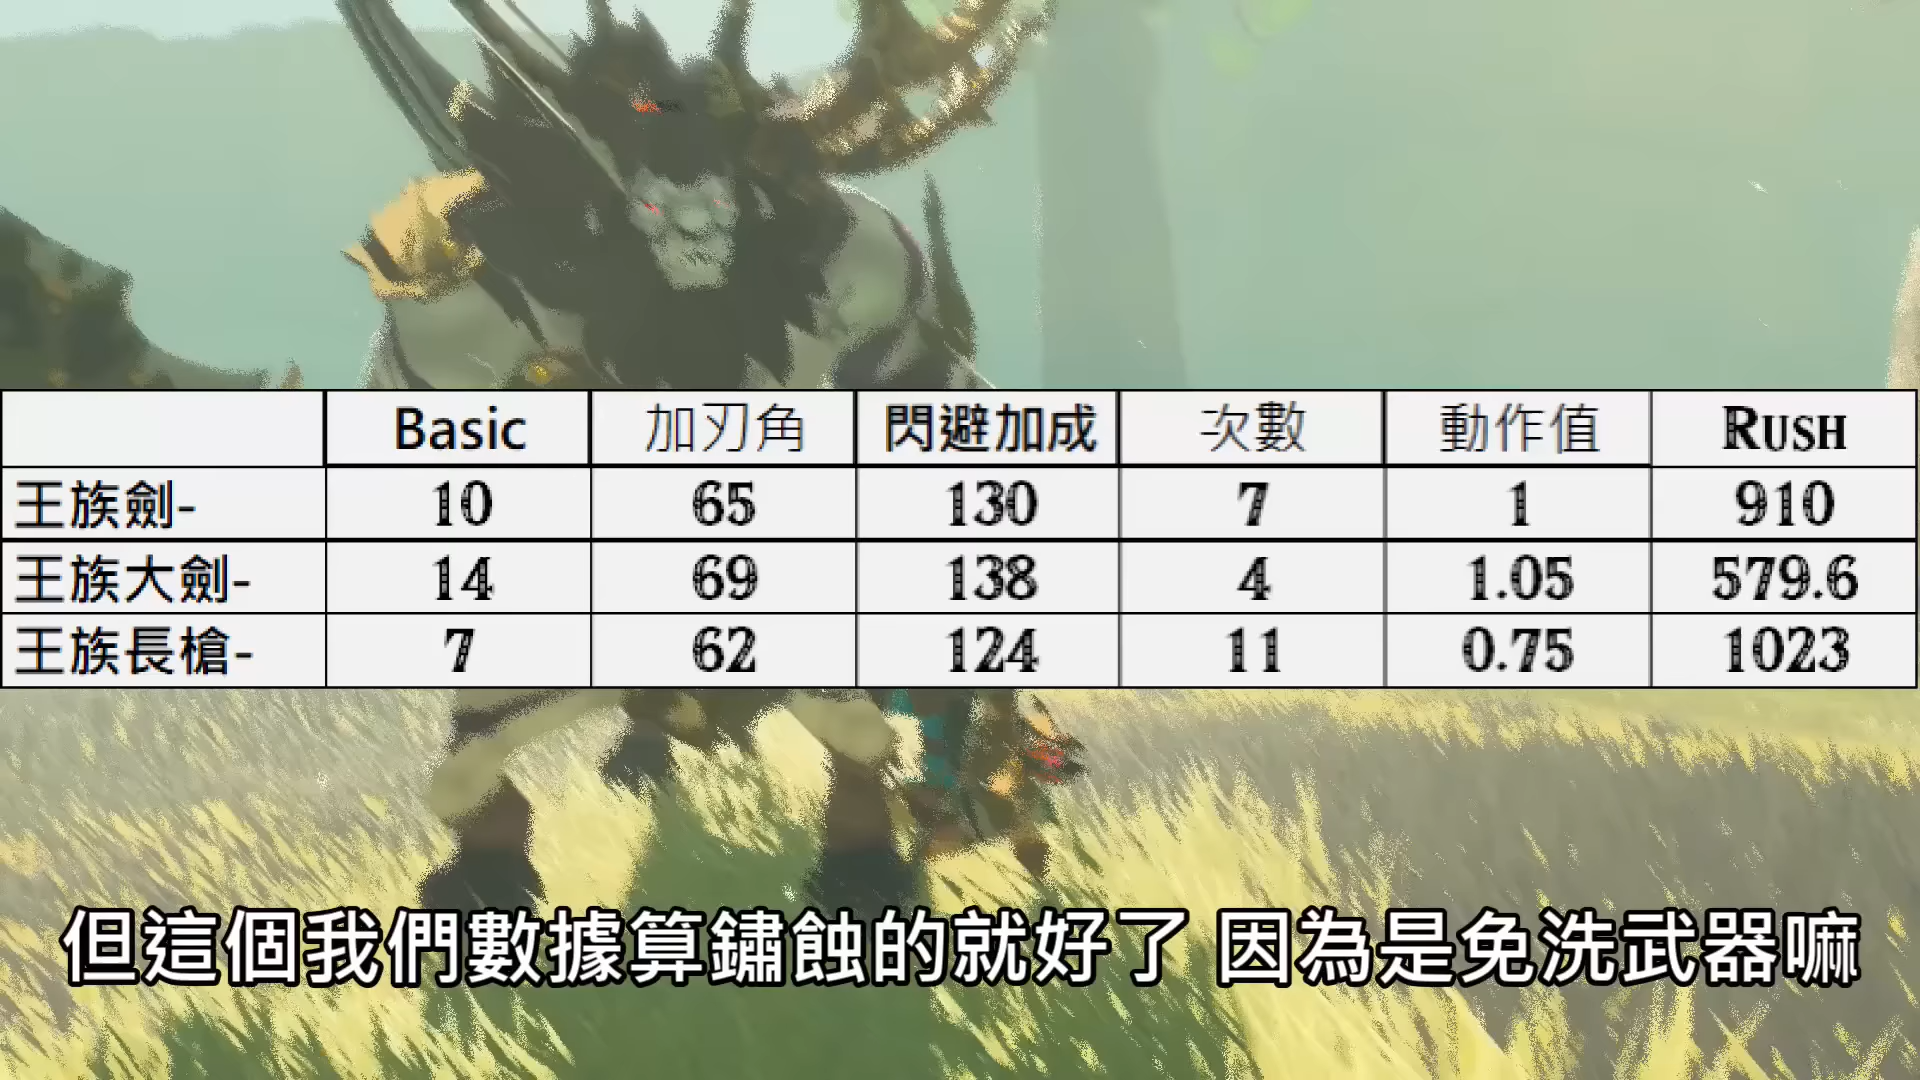 Basic 加刃角 閃避加成 次數 動作值 RUSH
王族劍- 10 65 130 7 1 910
王族大劍- 14 69 138 4 1.05 579.6
王族長槍- 7 62 124 11 0.75 1023
但這個我們數據算鏽蝕的就好了 因為是免洗武器嘛